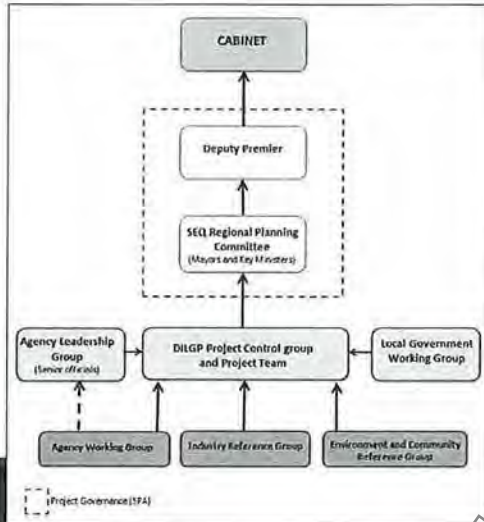 CABINET
Deputy Premier
SEQ Regional Planning
Committee
(Mayors and Key Ministers)
Agency Leadership
Group
(Senior officials)
DILGP Project Control group
and Project Team
Local Government
Working Group
Agency Working Group
Industry Reference Group
Environment and Community
Reference Group
Project Governance (SPA)